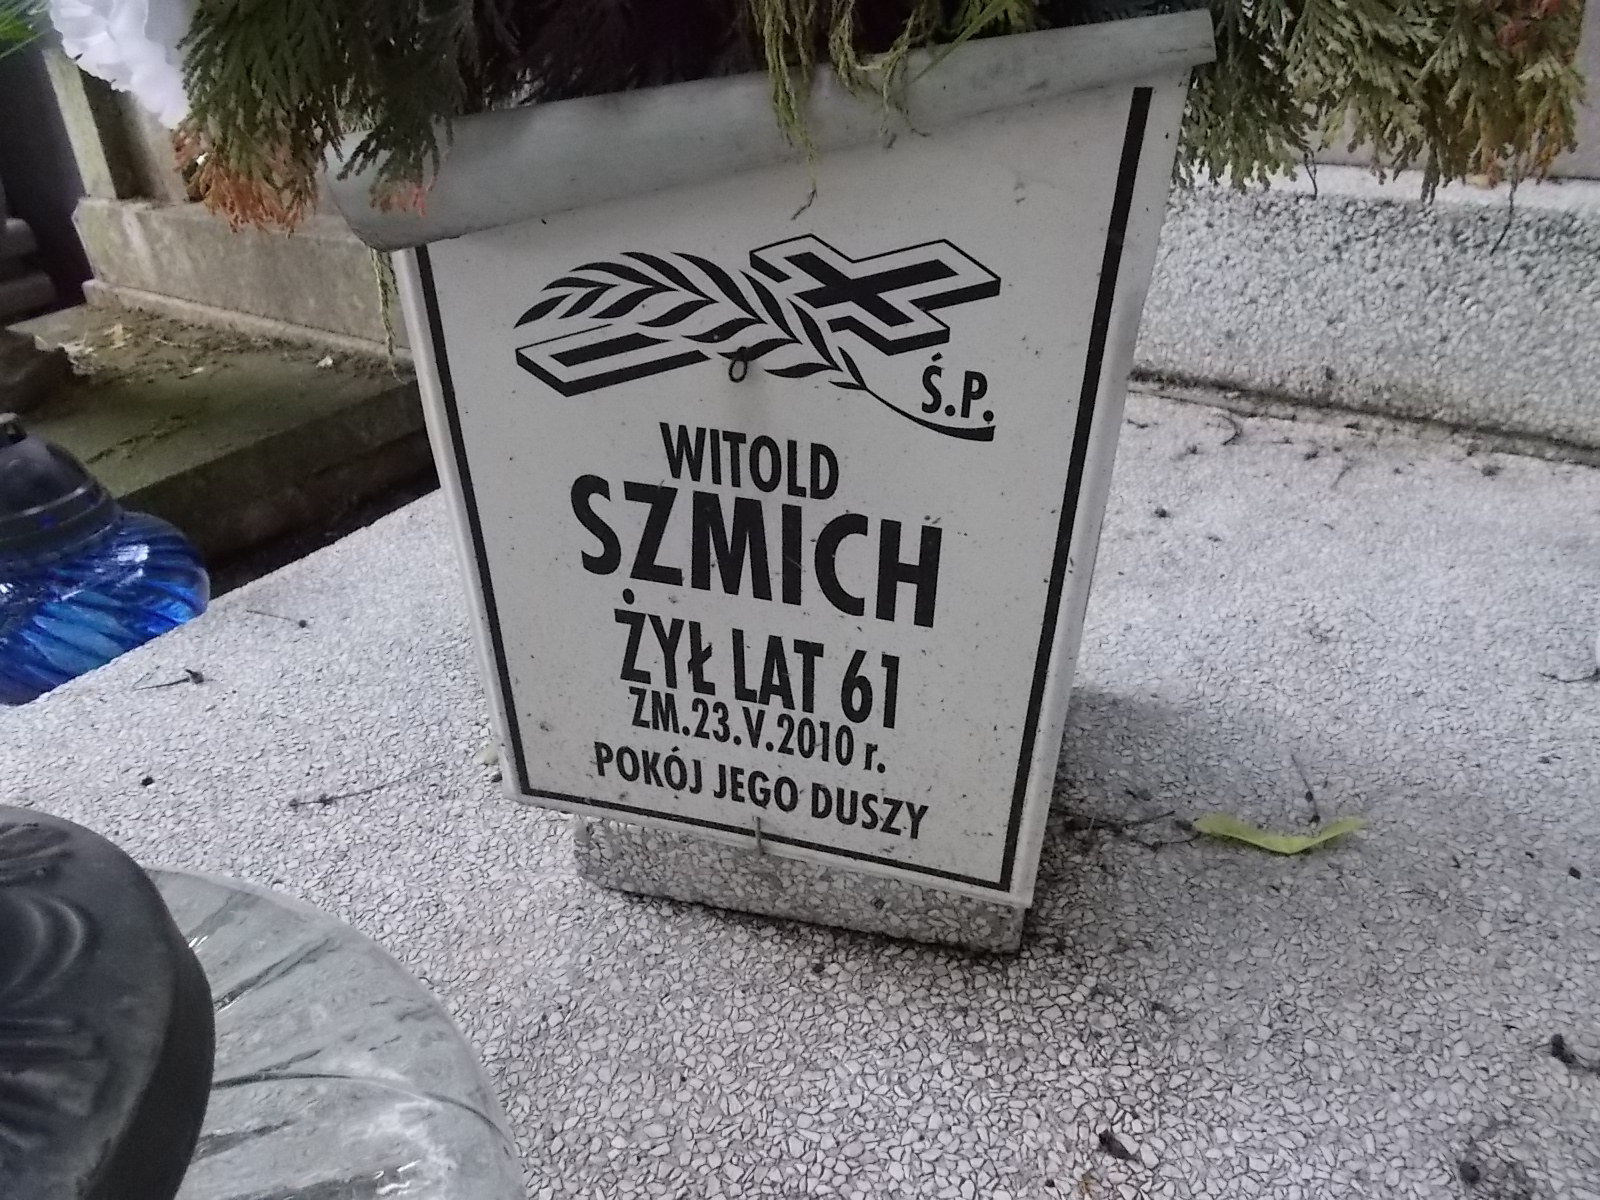 Ś.P.
WITOLD
SZMICH
ŻYŁ LAT 61
ZM.23.V.2010 r.
POKÓJ JEGO DUSZY